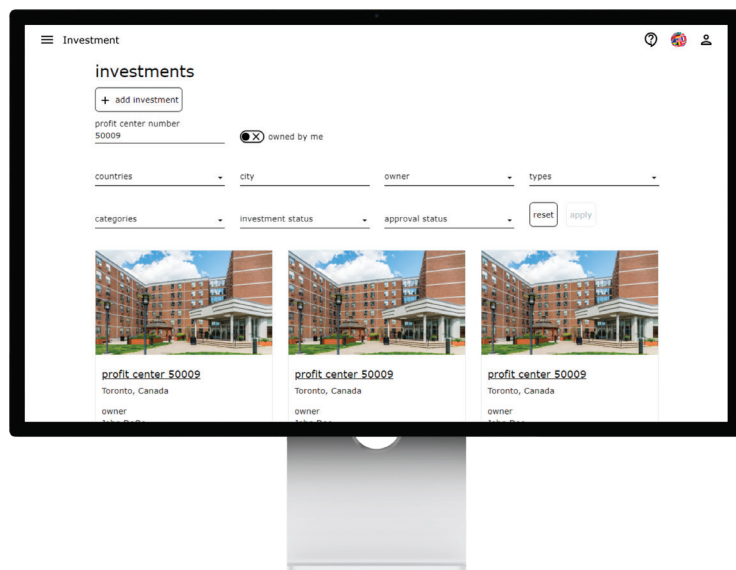 Investment
investments
+ add investment
profit center number
50009
owned by me
countries
city
owner
types
categories
investment status
approval status
reset
apply
profit center 50009
profit center 50009
profit center 50009
Toronto, Canada
Toronto, Canada
Toronto, Canada
owner
owner
owner